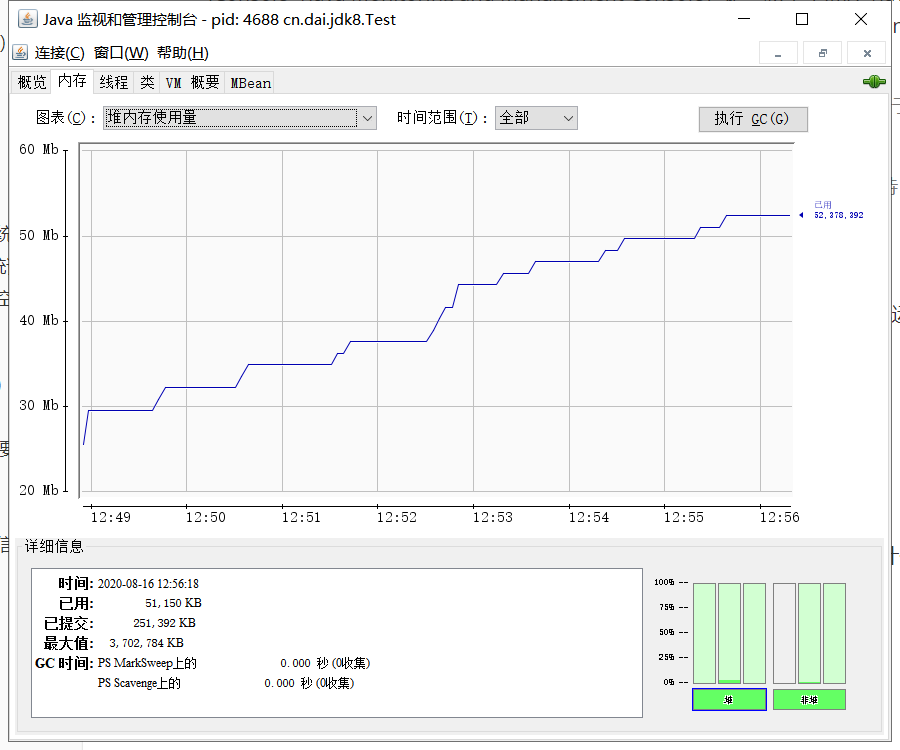 Java 监视和管理控制台 - pid: 4688 cn.dai.jdk8.Test
连接(C) 窗口(W) 帮助(H)
概览 内存 线程 类 VM 概要 MBean
图表(C)： 堆内存使用量 时间范围(T)： 全部 执行 GC(G)
60 Mb
已用
52,378,392
50 Mb
40 Mb
30 Mb
20 Mb
12:49 12:50 12:51 12:52 12:53 12:54 12:55 12:56
详细信息
时间: 2020-08-16 12:56:18
已用: 51,150 KB
已提交: 251,392 KB
最大值: 3,702,784 KB
GC 时间: PS MarkSweep上的 0.000 秒 (0收集)
PS Scavenge上的 0.000 秒 (0收集)
100% --
75% --
50% --
25% --
0% --
堆 非堆